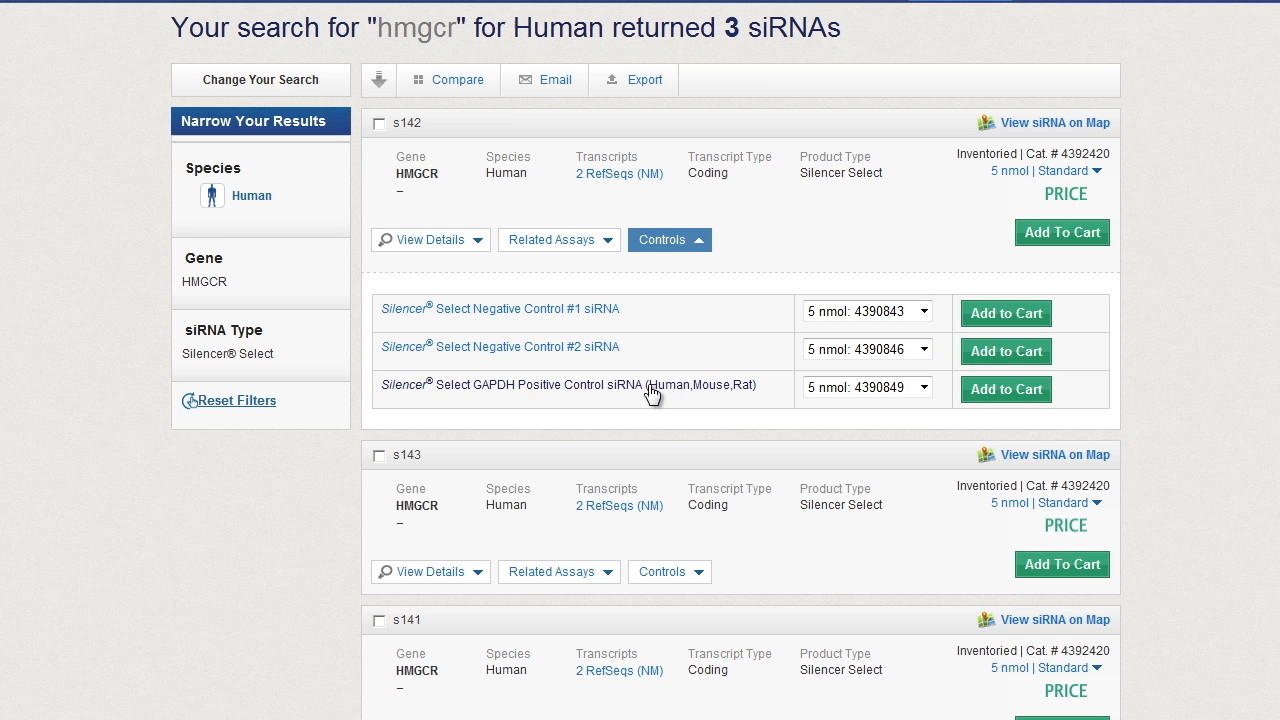 Your search for "hmgcr" for Human returned 3 siRNAs
Change Your Search
Compare
Email
Export
Narrow Your Results
Species
Human
Gene
HMGCR
siRNA Type
Silencer® Select
Reset Filters
s142
View siRNA on Map
Gene Species Transcripts Transcript Type Product Type
HMGCR Human 2 RefSeqs (NM) Coding Silencer Select
–
Inventoried | Cat. # 4392420
5 nmol | Standard
PRICE
View Details Related Assays Controls
Add To Cart
Silencer® Select Negative Control #1 siRNA 5 nmol: 4390843 Add to Cart
Silencer® Select Negative Control #2 siRNA 5 nmol: 4390846 Add to Cart
Silencer® Select GAPDH Positive Control siRNA (Human,Mouse,Rat) 5 nmol: 4390849 Add to Cart
s143
View siRNA on Map
Gene Species Transcripts Transcript Type Product Type
HMGCR Human 2 RefSeqs (NM) Coding Silencer Select
–
Inventoried | Cat. # 4392420
5 nmol | Standard
PRICE
Add To Cart
View Details Related Assays Controls
s141
View siRNA on Map
Gene Species Transcripts Transcript Type Product Type
HMGCR Human 2 RefSeqs (NM) Coding Silencer Select
–
Inventoried | Cat. # 4392420
5 nmol | Standard
PRICE